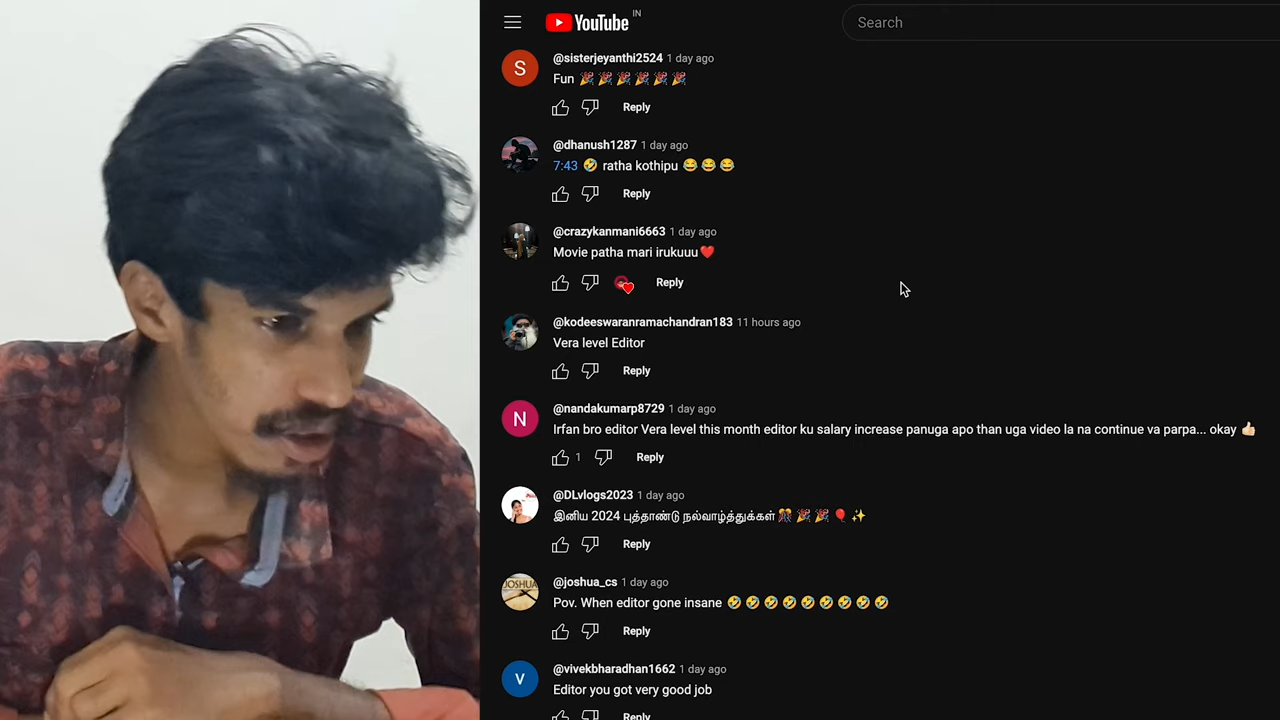 YouTube IN
Search
S
@sisterjeyanthi2524 1 day ago
Fun 🎉🎉🎉🎉🎉🎉
Reply
@dhanush1287 1 day ago
7:43 🤣 ratha kothipu 😂😂😂
Reply
@crazykanmani6663 1 day ago
Movie patha mari irukuuu❤️
Reply
@kodeeswaranramachandran183 11 hours ago
Vera level Editor
Reply
N
@nandakumarp8729 1 day ago
Irfan bro editor Vera level this month editor ku salary increase panuga apo than uga video la na continue va parpa... okay 👍🏻
1 Reply
@DLvlogs2023 1 day ago
இனிய 2024 புத்தாண்டு நல்வாழ்த்துக்கள் 🎊🎉🎉🎈✨
Reply
JOSHUA
@joshua_cs 1 day ago
Pov. When editor gone insane 🤣🤣🤣🤣🤣🤣🤣🤣🤣
Reply
V
@vivekbharadhan1662 1 day ago
Editor you got very good job
Reply